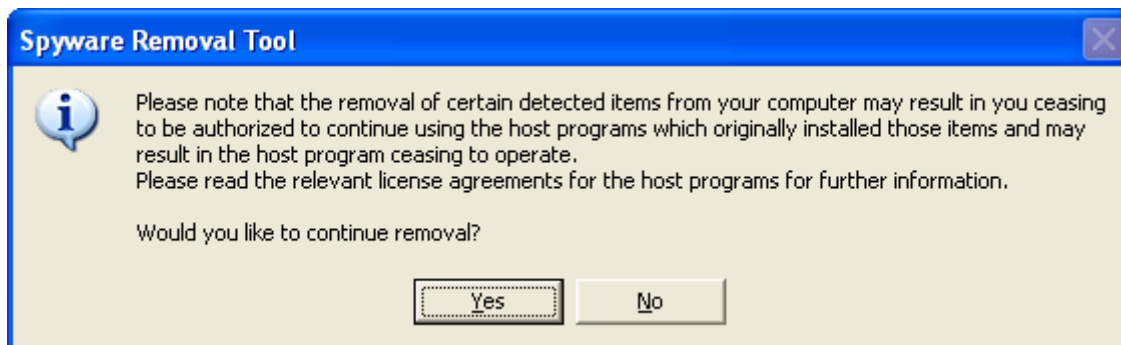 Spyware Removal Tool
Please note that the removal of certain detected items from your computer may result in you ceasing
to be authorized to continue using the host programs which originally installed those items and may
result in the host program ceasing to operate.
Please read the relevant license agreements for the host programs for further information.
Would you like to continue removal?
Yes No